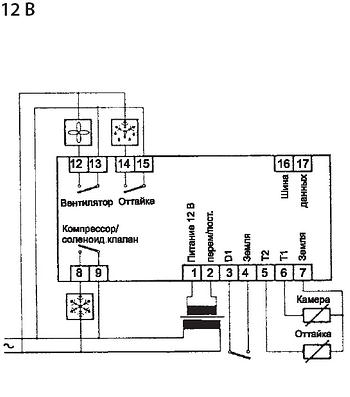 12 В
12 13 14 15 16 17
Вентилятор Оттайка
Шина
данных
Компрессор/
соленоид.клапан
Питание 12 В
перем/пост.
D1
Земля
T2
T1
Земля
8 9 1 2 3 4 5 6 7
Камера
Оттайка
~